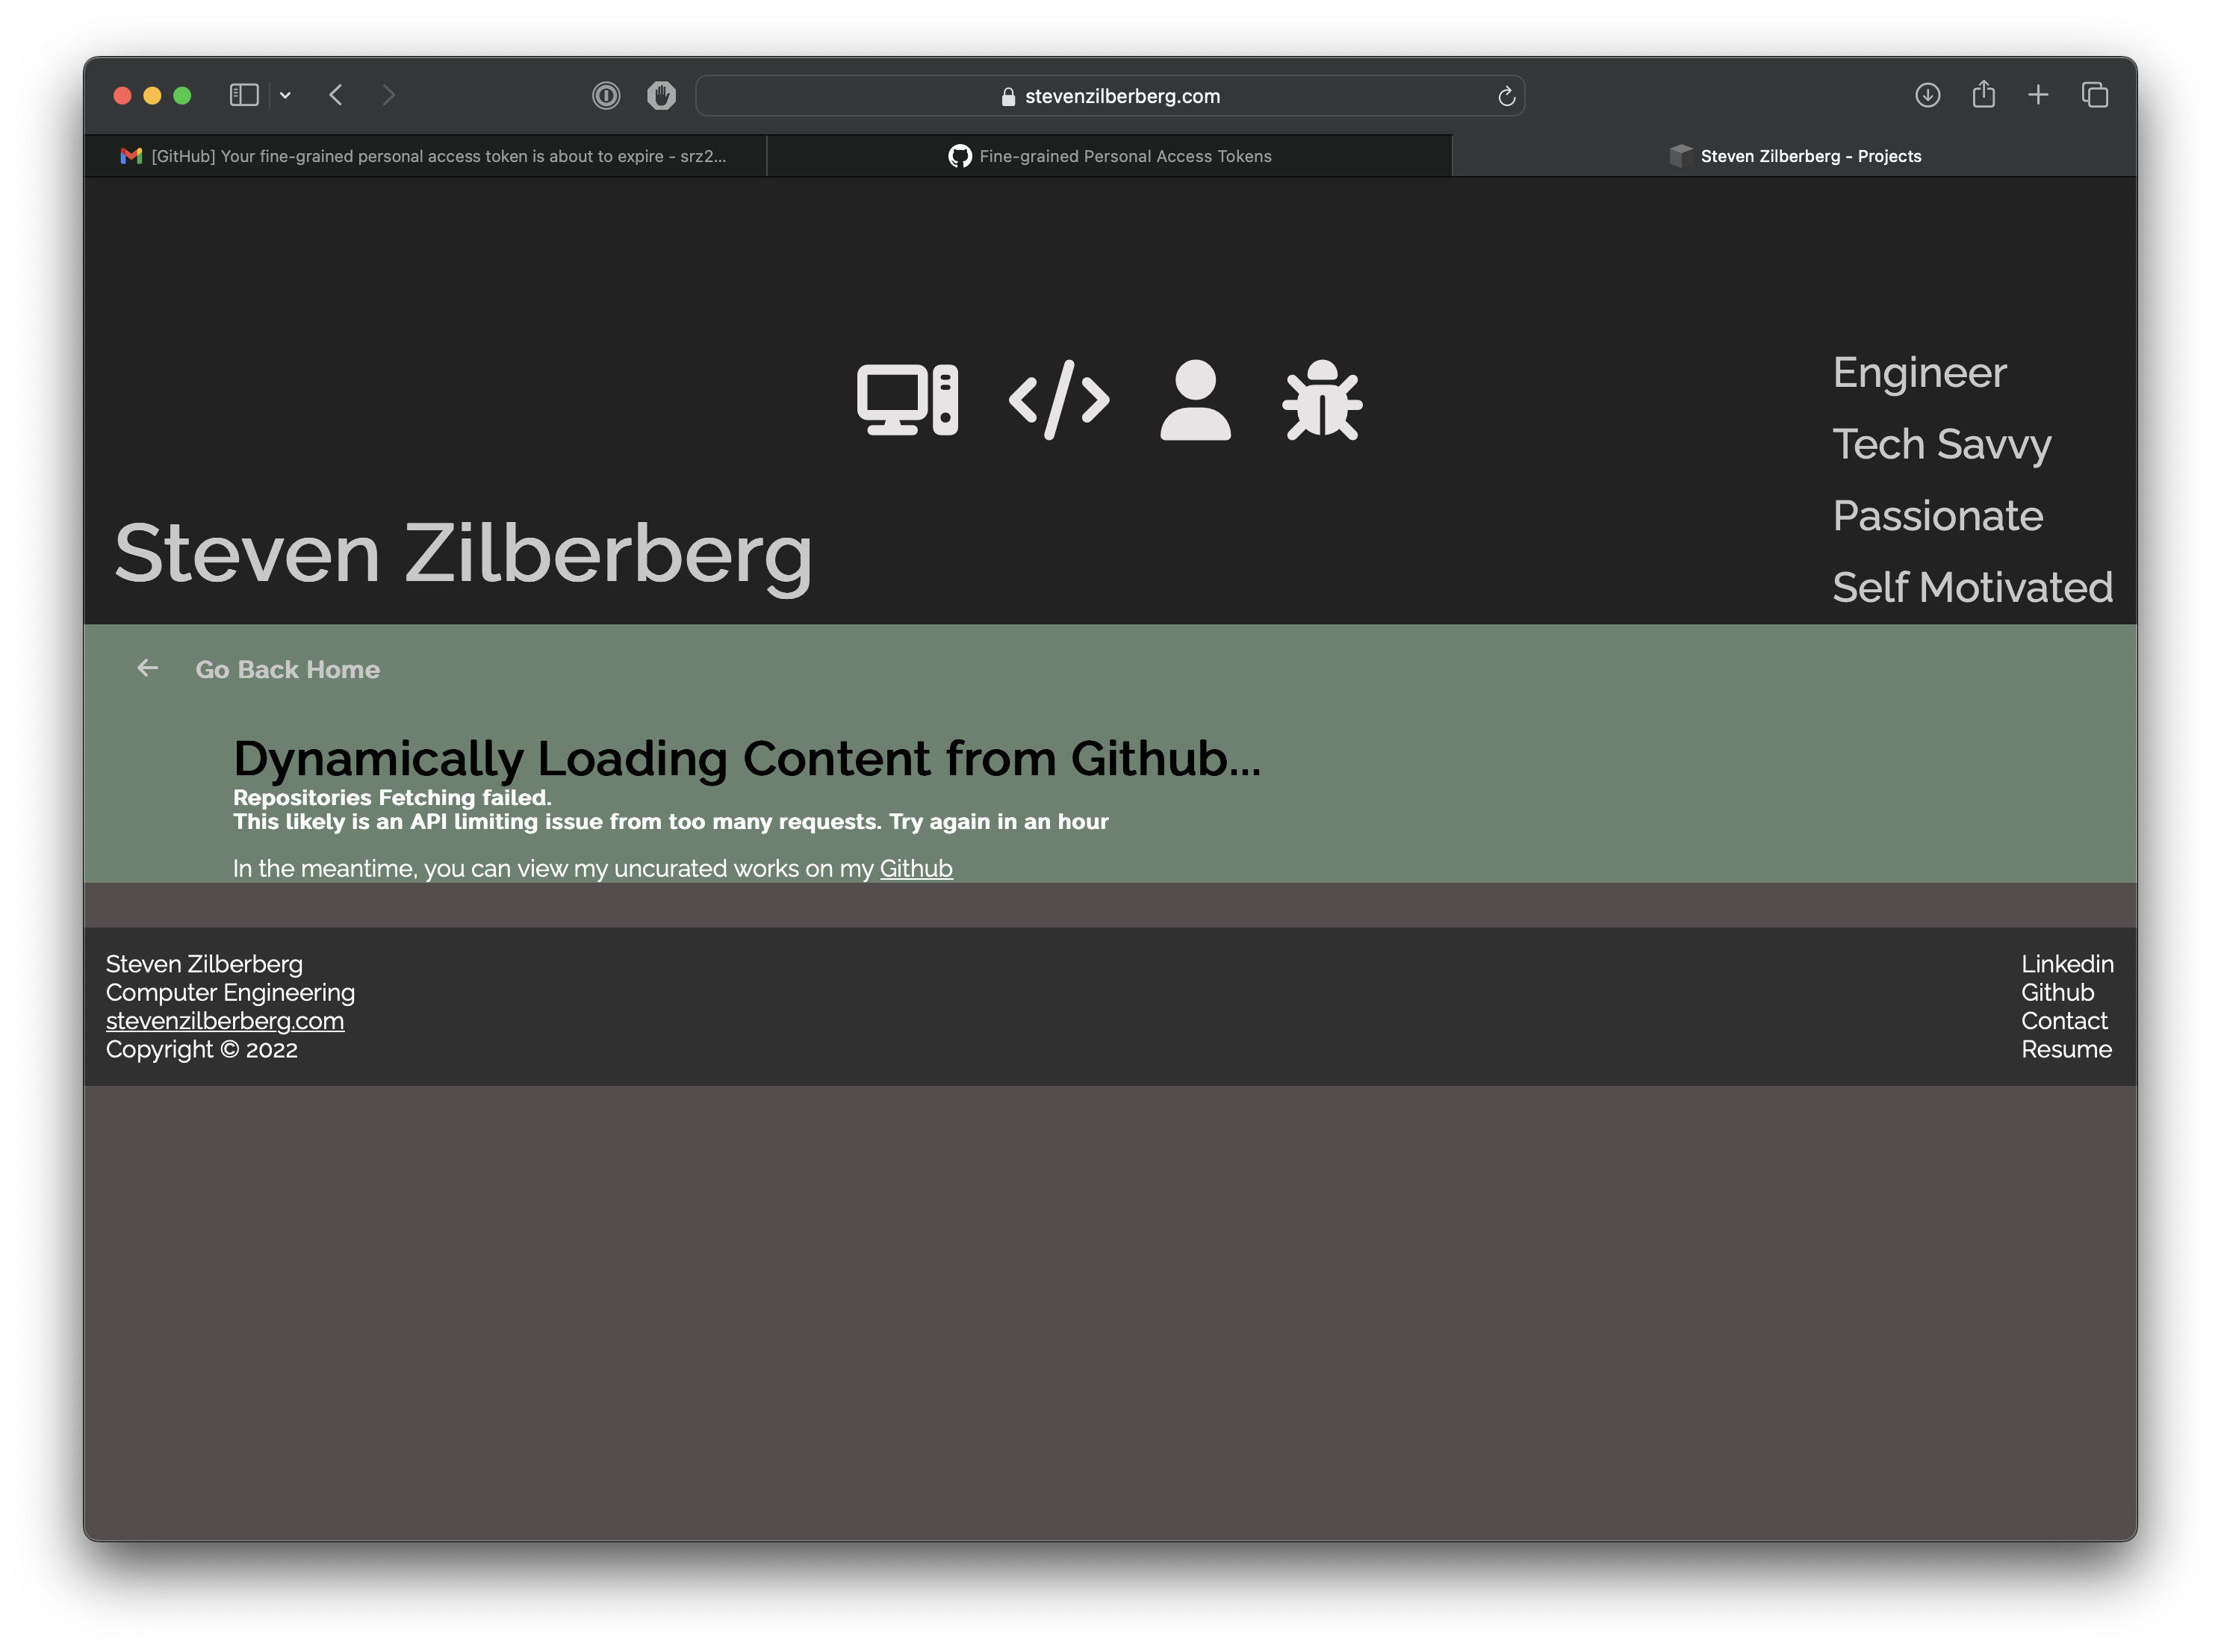 stevenzilberberg.com
[GitHub] Your fine-grained personal access token is about to expire - srz2...
Fine-grained Personal Access Tokens
Steven Zilberberg - Projects
Engineer
Tech Savvy
Passionate
Self Motivated
Steven Zilberberg
Go Back Home
Dynamically Loading Content from Github...
Repositories Fetching failed.
This likely is an API limiting issue from too many requests. Try again in an hour
In the meantime, you can view my uncurated works on my Github
Steven Zilberberg
Computer Engineering
stevenzilberberg.com
Copyright © 2022
Linkedin
Github
Contact
Resume